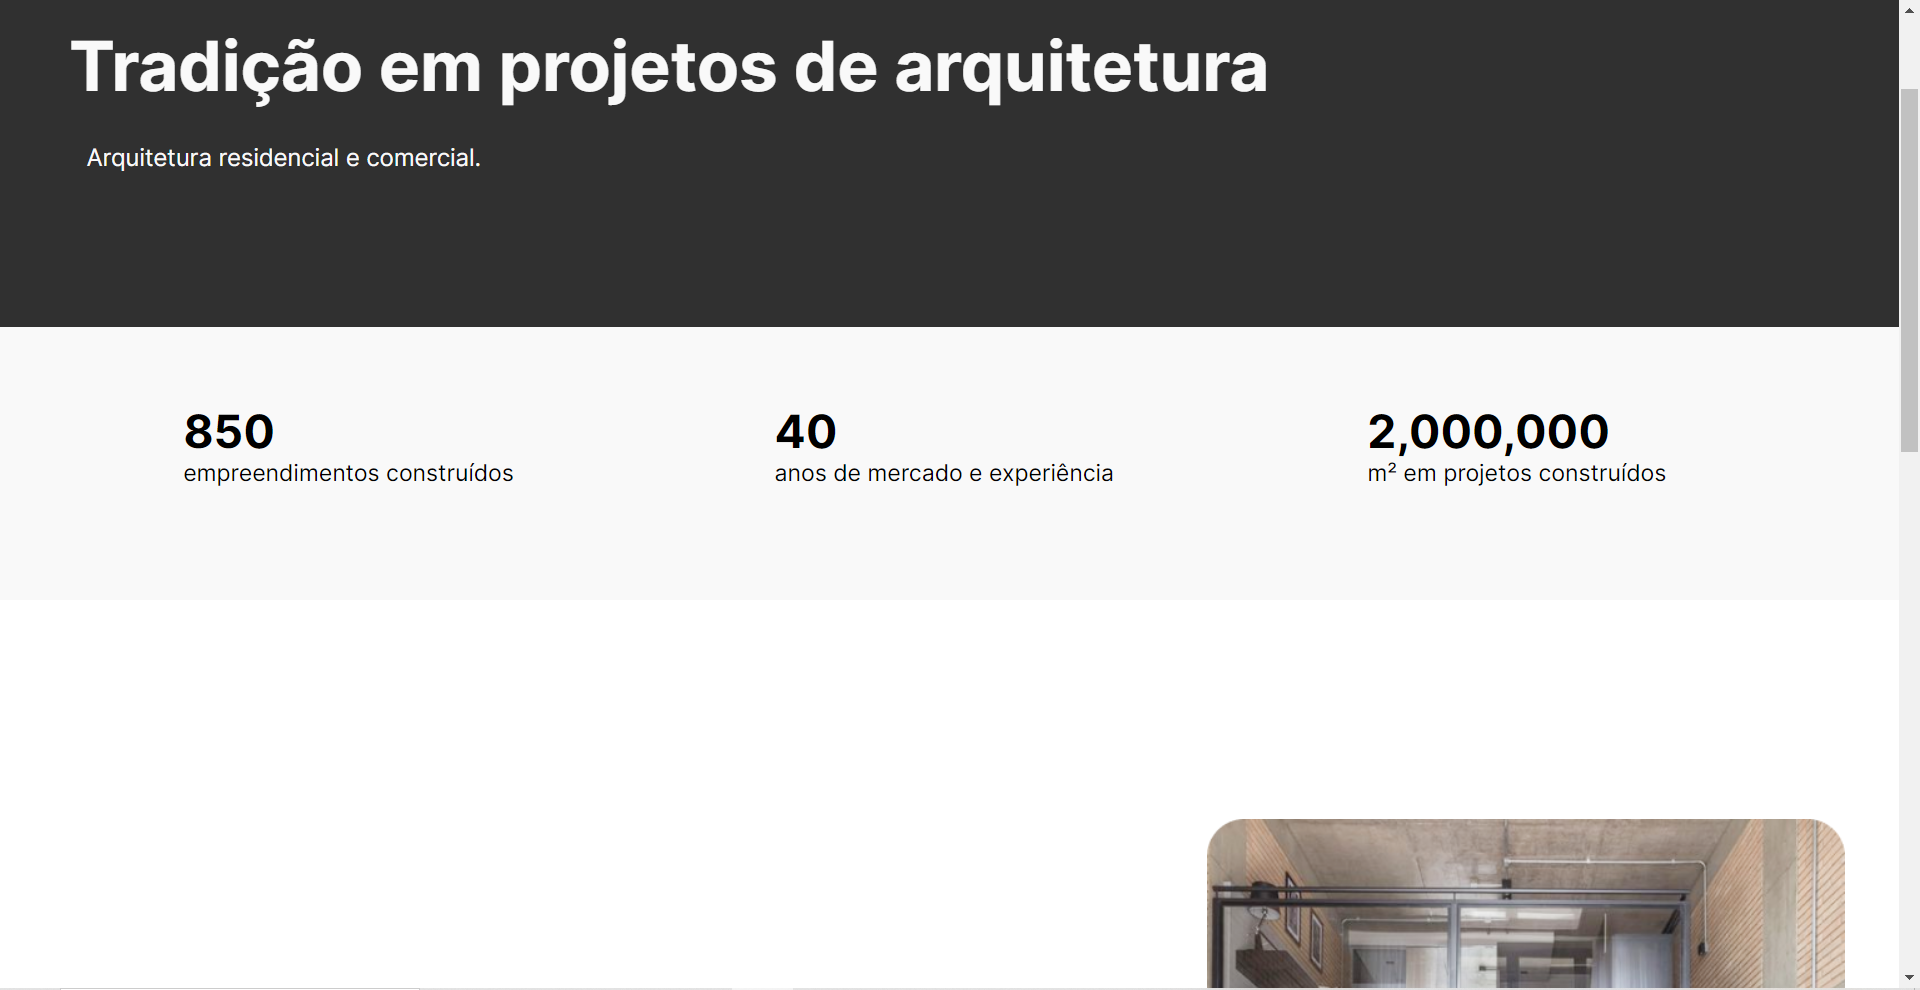 Tradição em projetos de arquitetura
Arquitetura residencial e comercial.
850
empreendimentos construídos
40
anos de mercado e experiência
2,000,000
m² em projetos construídos